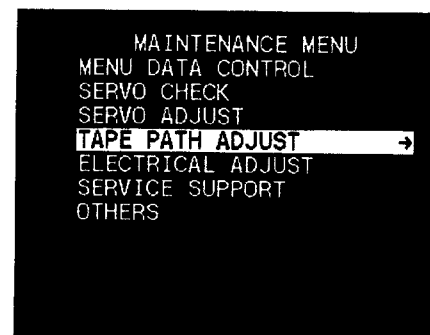 MAINTENANCE MENU
MENU DATA CONTROL
SERVO CHECK
SERVO ADJUST
TAPE PATH ADJUST →
ELECTRICAL ADJUST
SERVICE SUPPORT
OTHERS